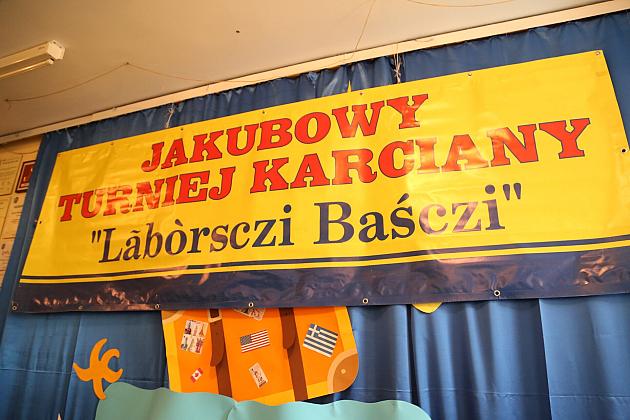 JAKUBOWY
TURNIEJ KARCIANY
"Lãbòrsczi Baśczi"